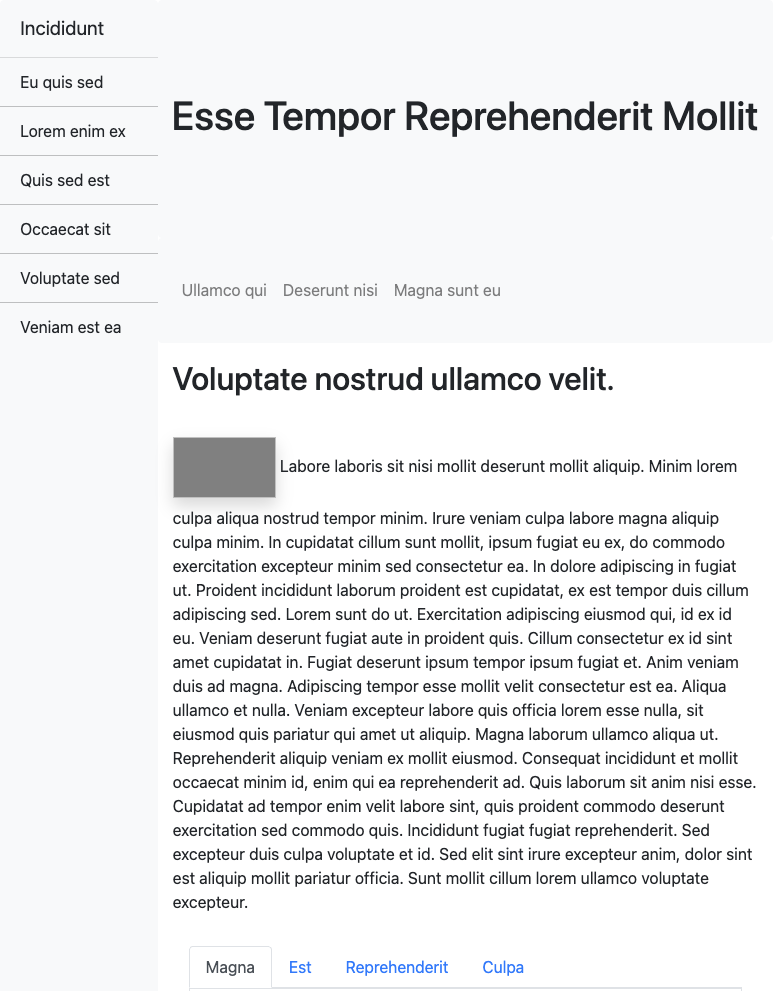 Incididunt
Eu quis sed
Lorem enim ex
Quis sed est
Occaecat sit
Voluptate sed
Veniam est ea
Esse Tempor Reprehenderit Mollit
Ullamco qui Deserunt nisi Magna sunt eu
Voluptate nostrud ullamco velit.
Labore laboris sit nisi mollit deserunt mollit aliquip. Minim lorem
culpa aliqua nostrud tempor minim. Irure veniam culpa labore magna aliquip
culpa minim. In cupidatat cillum sunt mollit, ipsum fugiat eu ex, do commodo
exercitation excepteur minim sed consectetur ea. In dolore adipiscing in fugiat
ut. Proident incididunt laborum proident est cupidatat, ex est tempor duis cillum
adipiscing sed. Lorem sunt do ut. Exercitation adipiscing eiusmod qui, id ex id
eu. Veniam deserunt fugiat aute in proident quis. Cillum consectetur ex id sint
amet cupidatat in. Fugiat deserunt ipsum tempor ipsum fugiat et. Anim veniam
duis ad magna. Adipiscing tempor esse mollit velit consectetur est ea. Aliqua
ullamco et nulla. Veniam excepteur labore quis officia lorem esse nulla, sit
eiusmod quis pariatur qui amet ut aliquip. Magna laborum ullamco aliqua ut.
Reprehenderit aliquip veniam ex mollit eiusmod. Consequat incididunt et mollit
occaecat minim id, enim qui ea reprehenderit ad. Quis laborum sit anim nisi esse.
Cupidatat ad tempor enim velit labore sint, quis proident commodo deserunt
exercitation sed commodo quis. Incididunt fugiat fugiat reprehenderit. Sed
excepteur duis culpa voluptate et id. Sed elit sint irure excepteur anim, dolor sint
est aliquip mollit pariatur officia. Sunt mollit cillum lorem ullamco voluptate
excepteur.
Magna Est Reprehenderit Culpa